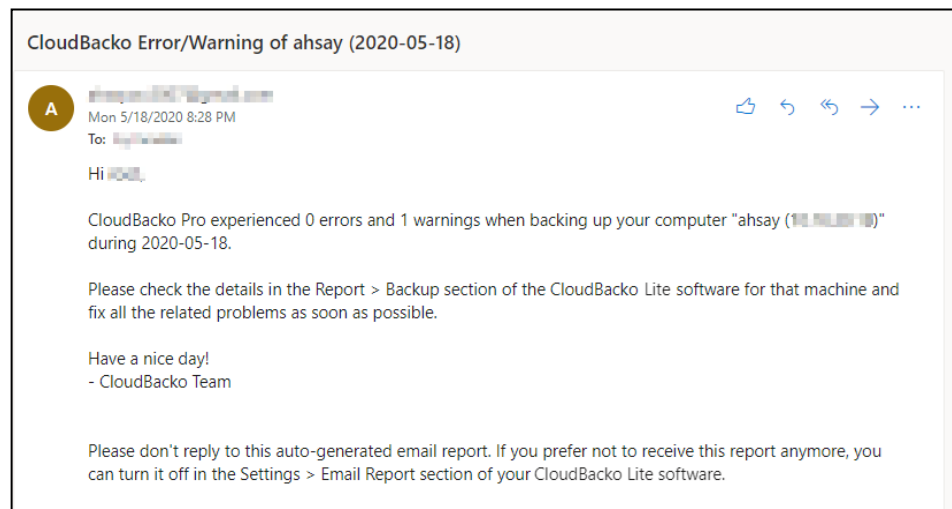 CloudBacko Error/Warning of ahsay (2020-05-18)
A
Mon 5/18/2020 8:28 PM
To:
Hi
CloudBacko Pro experienced 0 errors and 1 warnings when backing up your computer "ahsay ( )"
during 2020-05-18.
Please check the details in the Report > Backup section of the CloudBacko Lite software for that machine and
fix all the related problems as soon as possible.
Have a nice day!
- CloudBacko Team
Please don't reply to this auto-generated email report. If you prefer not to receive this report anymore, you
can turn it off in the Settings > Email Report section of your CloudBacko Lite software.